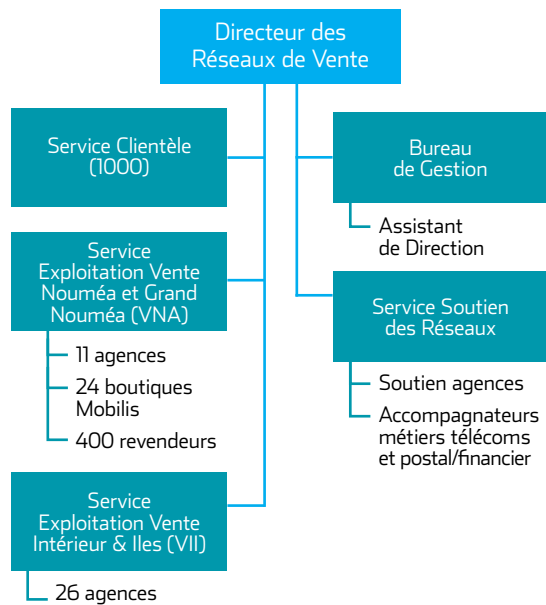 Directeur des
Réseaux de Vente
Service Clientèle
(1000)
Service
Exploitation Vente
Nouméa et Grand
Nouméa (VNA)
11 agences
24 boutiques
Mobilis
400 revendeurs
Service
Exploitation Vente
Intérieur & Iles (VII)
26 agences
Bureau
de Gestion
Assistant
de Direction
Service Soutien
des Réseaux
Soutien agences
Accompagnateurs
métiers télécoms
et postal/financier